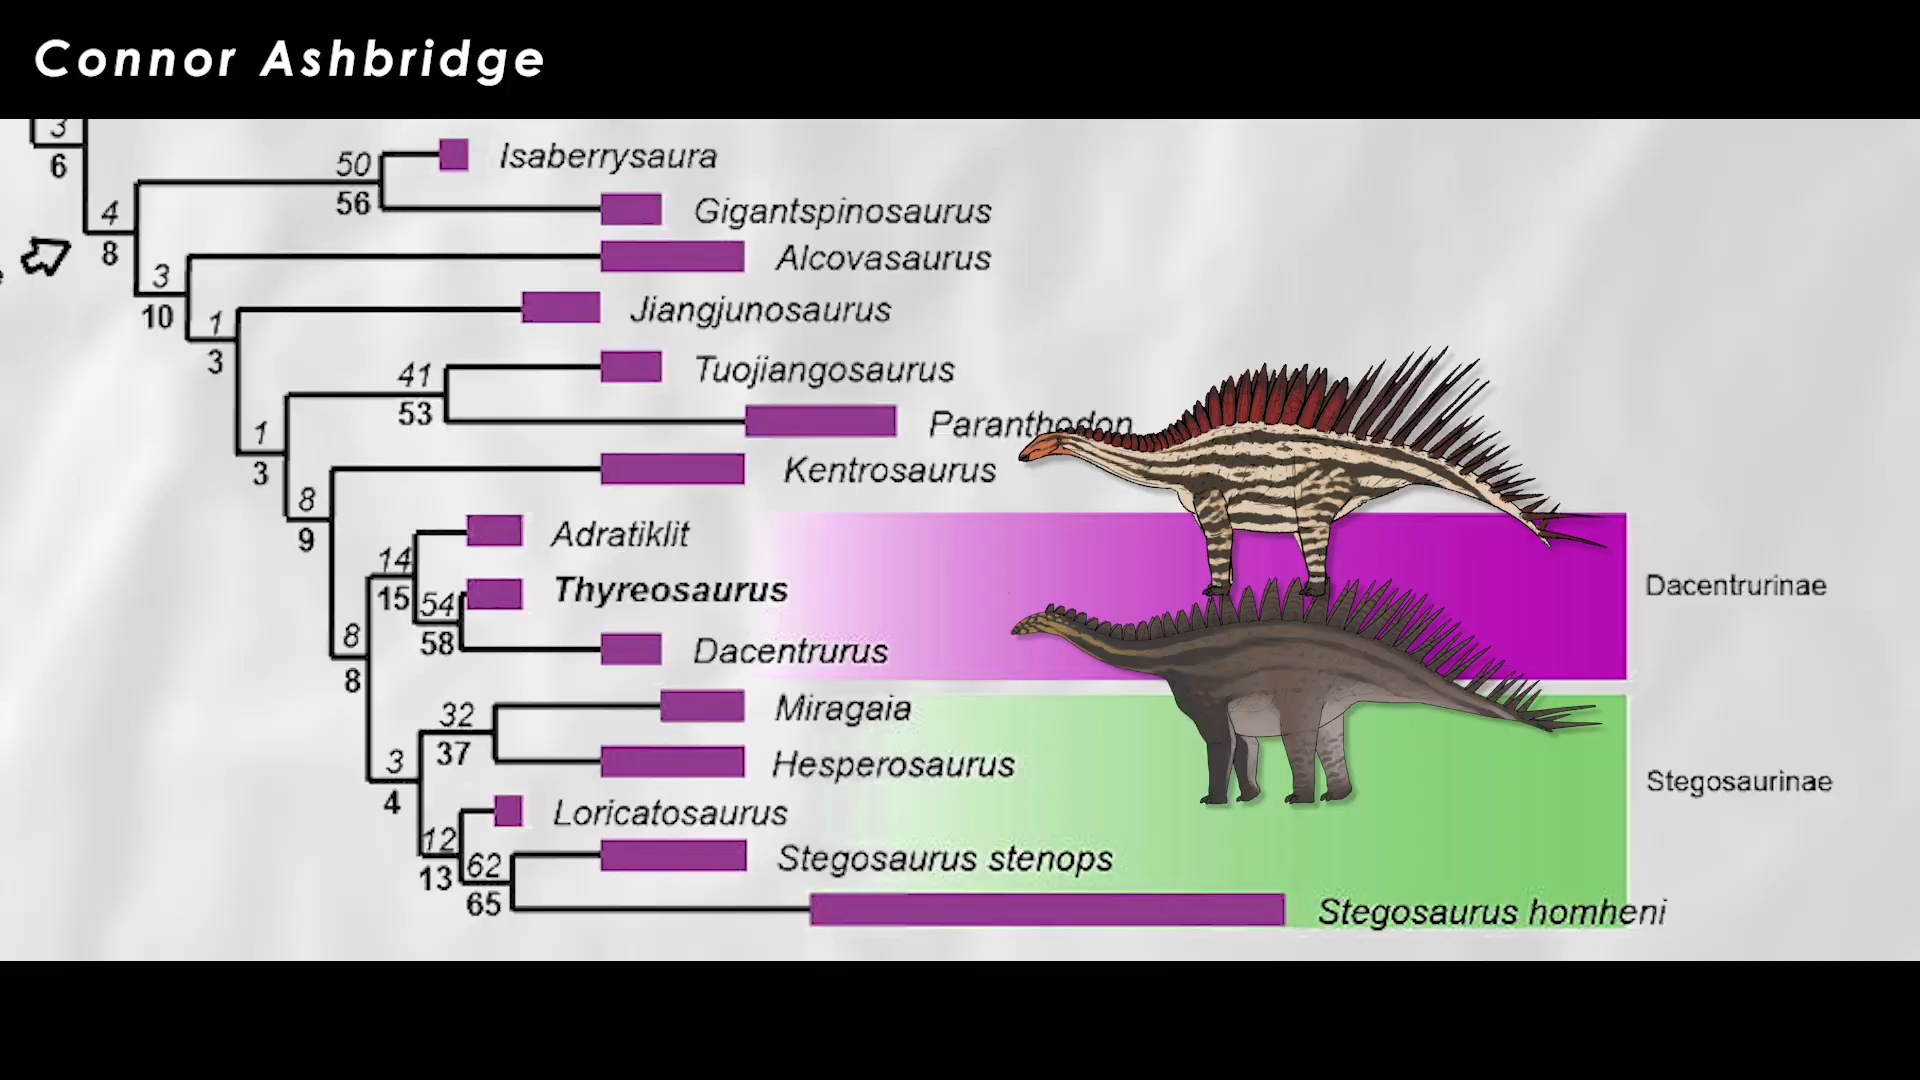 Connor Ashbridge
3
6
50
Isaberrysaura
56
Gigantspinosaurus
4
8
Alcovasaurus
3
10
Jiangjunosaurus
1
3
41
Tuojiangosaurus
53
Paranthodon
1
3
Kentrosaurus
8
9
Adratiklit
14
15
Thyreosaurus
54
58
Dacentrurus
Dacentrurinae
8
8
Miragaia
32
37
Hesperosaurus
Stegosaurinae
3
4
Loricatosaurus
12
13
Stegosaurus stenops
62
65
Stegosaurus homheni